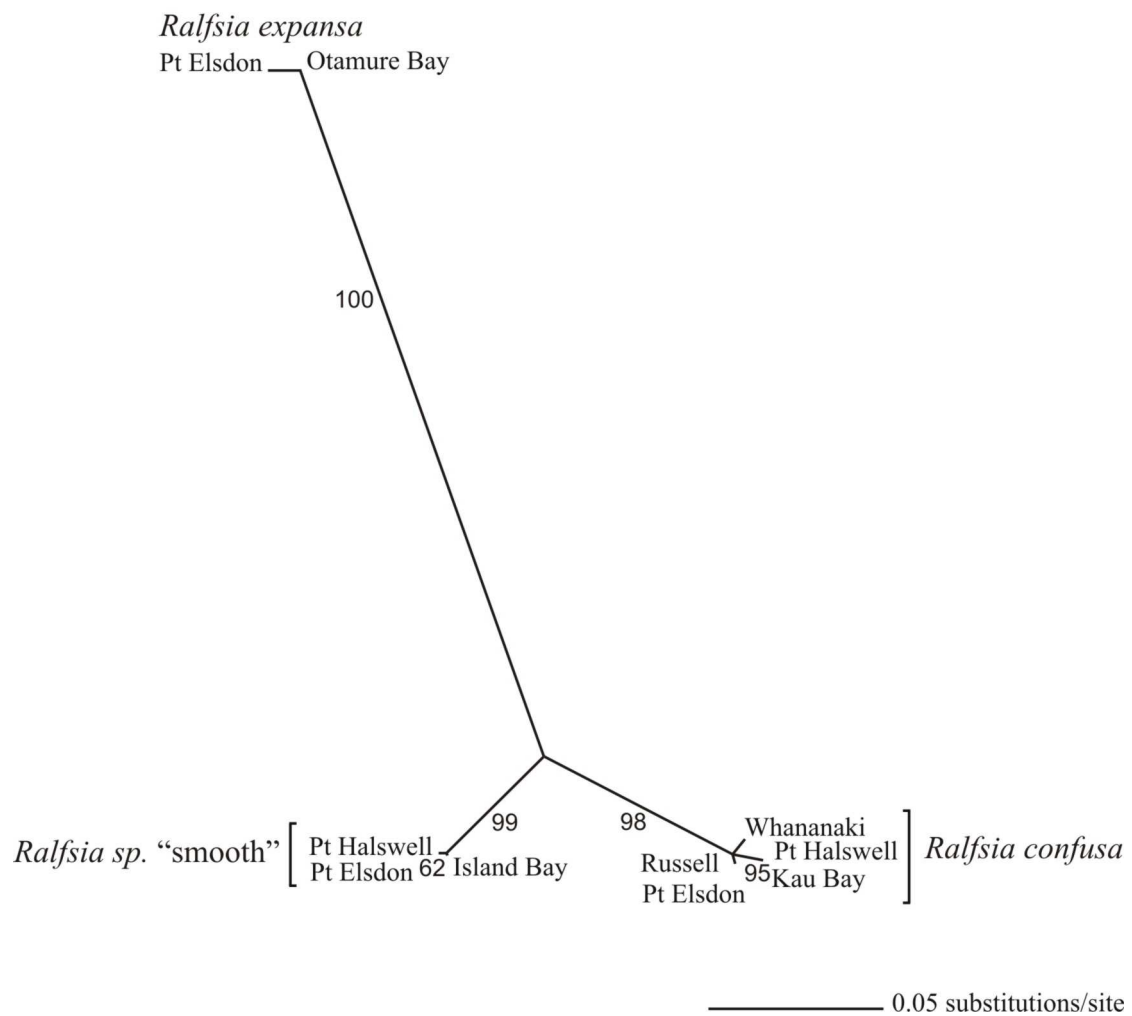 Ralfsia expansa
Pt Elsdon Otamure Bay
100
99
98
Ralfsia sp. “smooth”
Pt Halswell
Pt Elsdon 62 Island Bay
Whananaki
Pt Halswell
Russell
95 Kau Bay
Pt Elsdon
Ralfsia confusa
0.05 substitutions/site